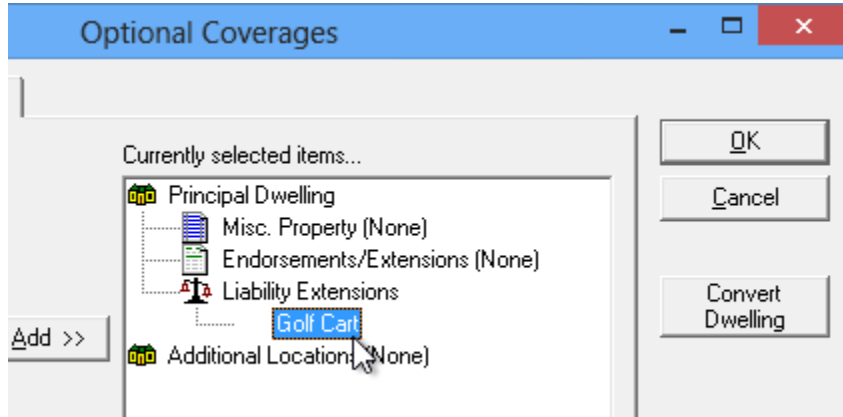 Optional Coverages
Currently selected items...
Principal Dwelling
Misc. Property (None)
Endorsements/Extensions (None)
Liability Extensions
Golf Cart
Additional Locations (None)
Add >>
OK
Cancel
Convert
Dwelling